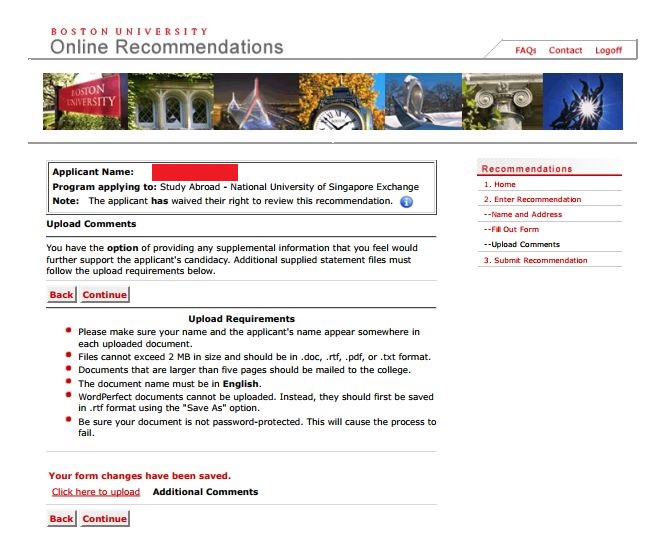 BOSTON UNIVERSITY
Online Recommendations
FAQs Contact Logoff
BOSTON
UNIVERSITY
Applicant Name:
Program applying to: Study Abroad - National University of Singapore Exchange
Note: The applicant has waived their right to review this recommendation. i
Upload Comments
You have the option of providing any supplemental information that you feel would
further support the applicant's candidacy. Additional supplied statement files must
follow the upload requirements below.
Back Continue
Upload Requirements
Please make sure your name and the applicant's name appear somewhere in
each uploaded document.
Files cannot exceed 2 MB in size and should be in .doc, .rtf, .pdf, or .txt format.
Documents that are larger than five pages should be mailed to the college.
The document name must be in English.
WordPerfect documents cannot be uploaded. Instead, they should first be saved
in .rtf format using the "Save As" option.
Be sure your document is not password-protected. This will cause the process to
fail.
Your form changes have been saved.
Click here to upload Additional Comments
Back Continue
Recommendations
1. Home
2. Enter Recommendation
--Name and Address
--Fill Out Form
--Upload Comments
3. Submit Recommendation